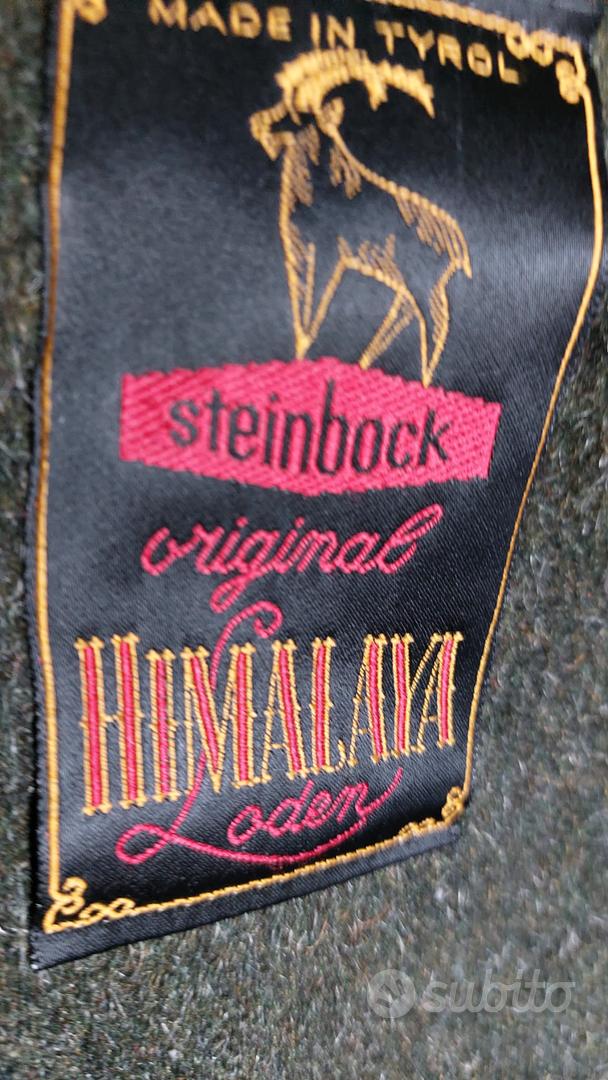 MADE IN TYROL
steinbock
original
HIMALAYA
Loden
subito